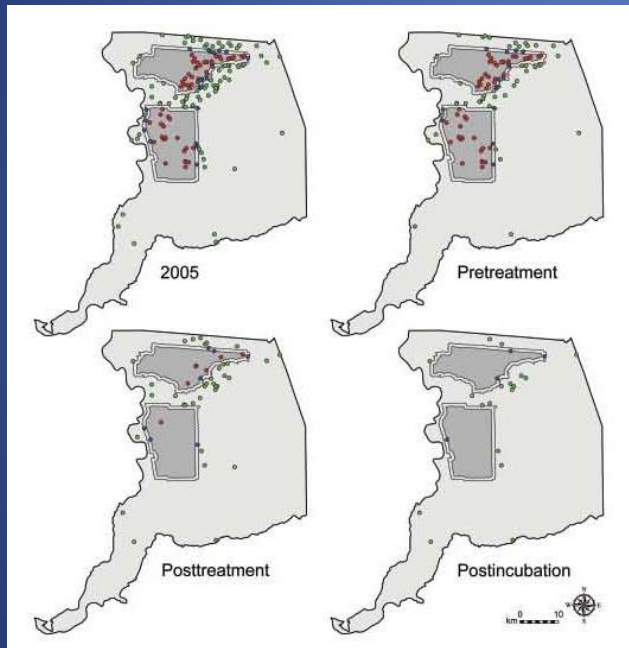 2005
Pretreatment
Posttreatment
Postincubation
N
W E
S
km 0 10